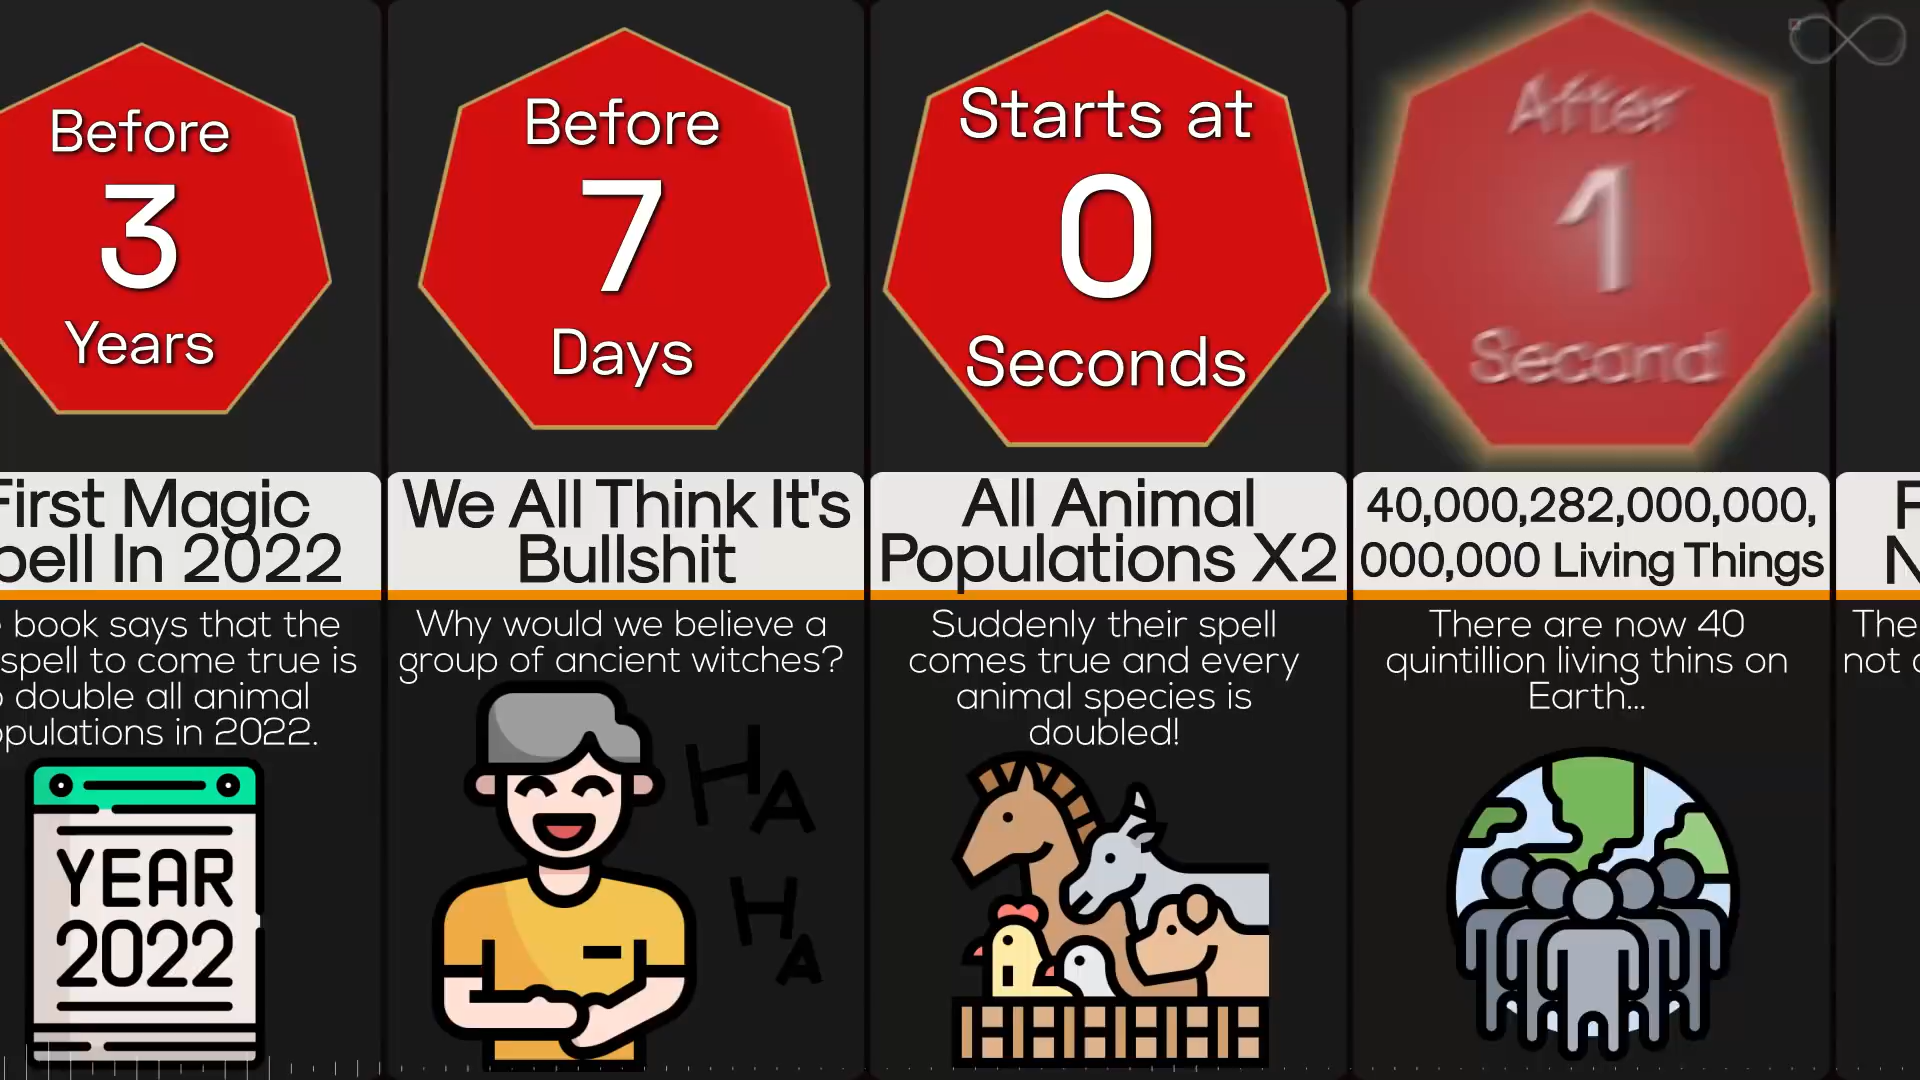 Before
3
Years
First Magic
pell In 2022
book says that the
spell to come true is
double all animal
pulations in 2022.
YEAR
2022
Before
7
Days
We All Think It's
Bullshit
Why would we believe a
group of ancient witches?
HA
HA
Starts at
0
Seconds
All Animal
Populations X2
Suddenly their spell
comes true and every
animal species is
doubled!
After
1
Second
40,000,282,000,000,
000,000 Living Things
There are now 40
quintillion living thins on
Earth...
The
not